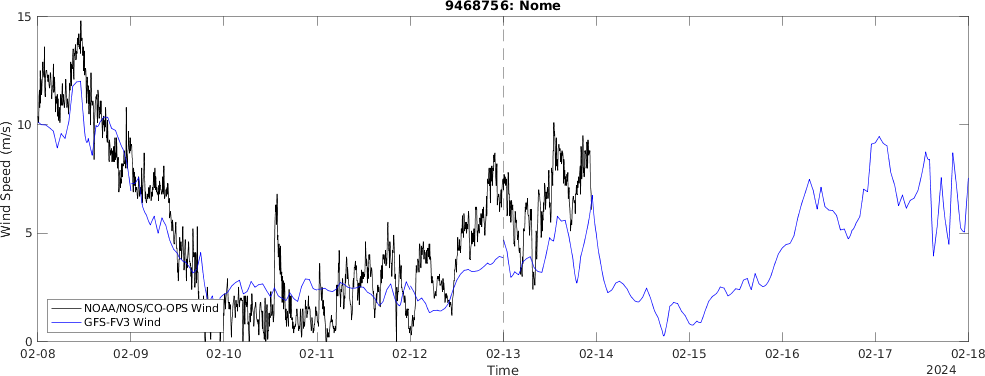 9468756: Nome
15
10
5
0
Wind Speed (m/s)
NOAA/NOS/CO-OPS Wind
GFS-FV3 Wind
02-08 02-09 02-10 02-11 02-12 02-13 02-14 02-15 02-16 02-17 02-18
Time
2024